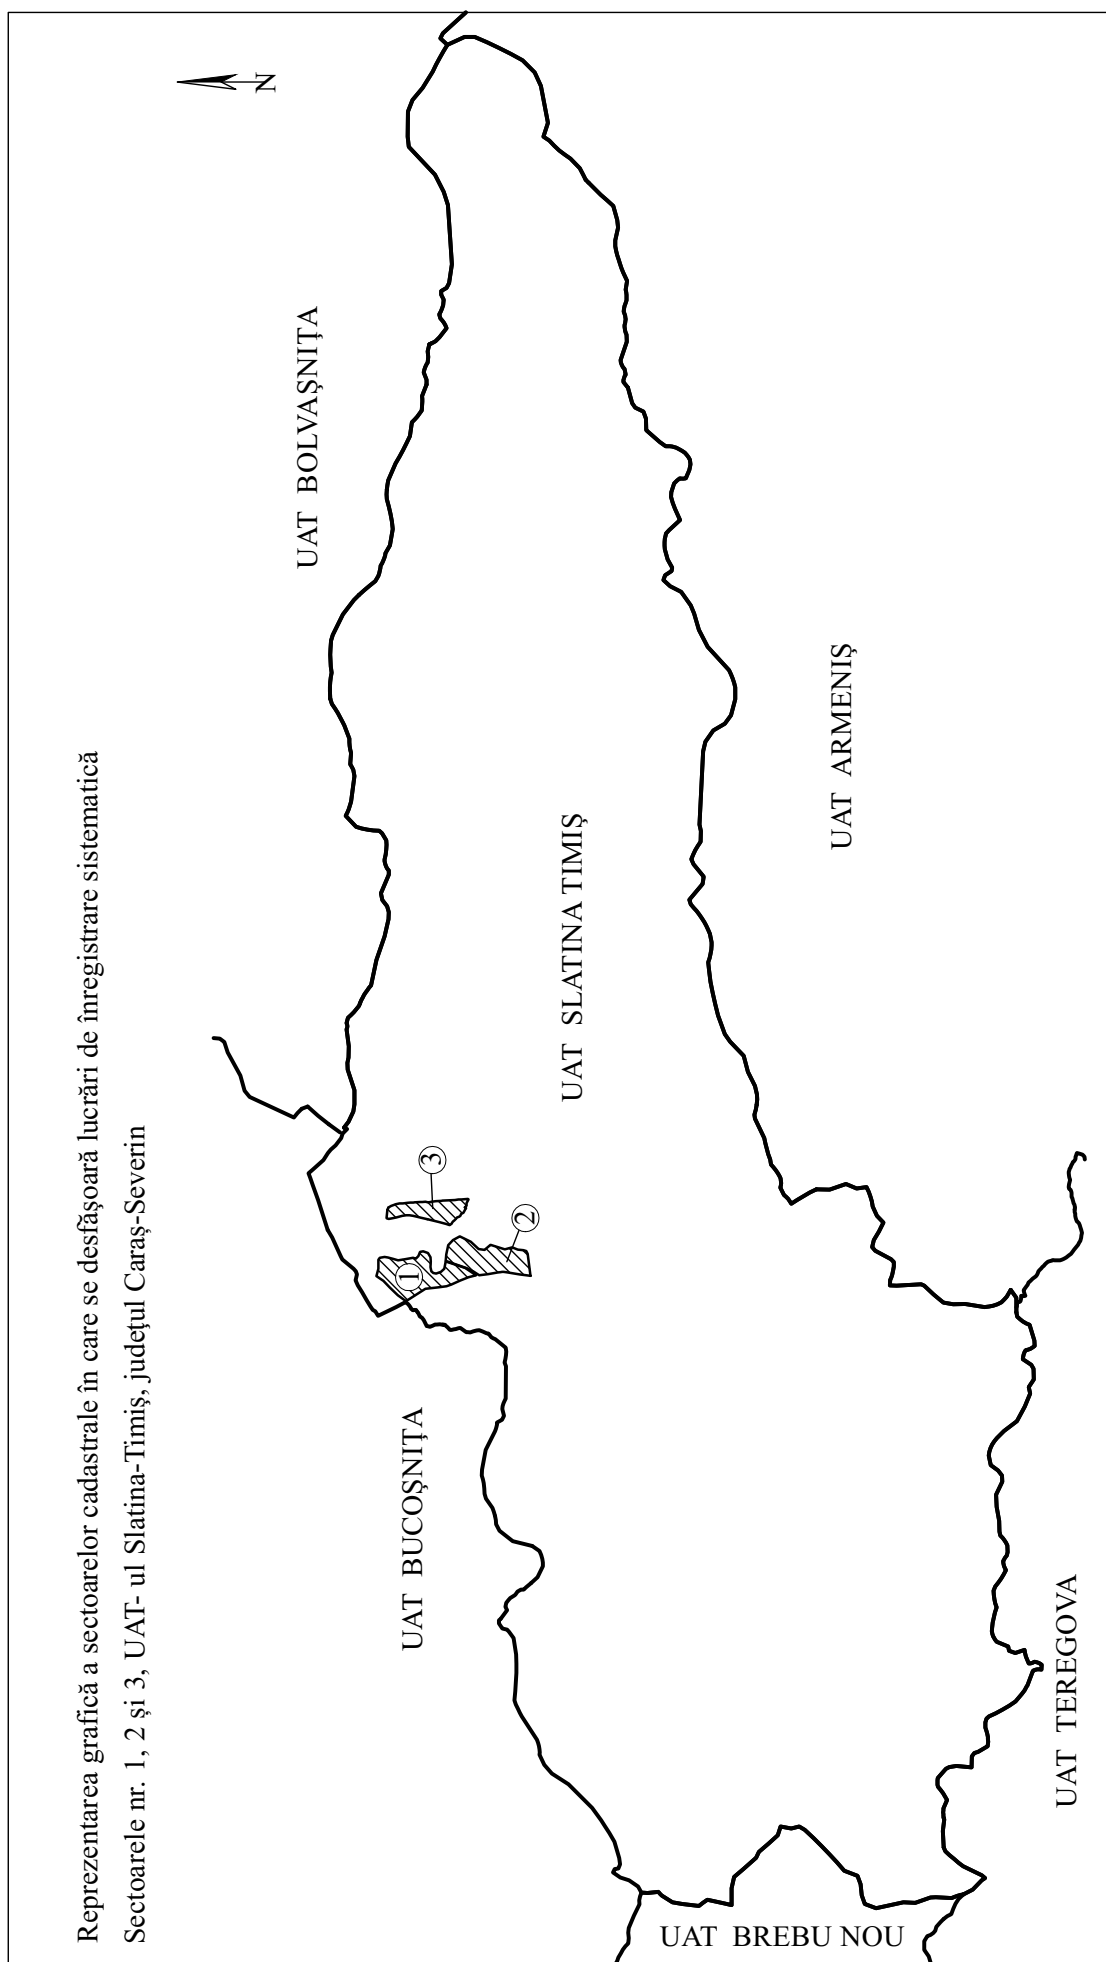 Reprezentarea grafică a sectoarelor cadastrale în care se desfășoară lucrări de înregistrare sistematică
Sectoarele nr. 1, 2 și 3, UAT- ul Slatina-Timiș, județul Caraș-Severin
N
UAT BOLVAȘNIȚA
UAT BUCOȘNIȚA
1
3
2
UAT SLATINA TIMIȘ
UAT ARMENIȘ
UAT BREBU NOU
UAT TEREGOVA